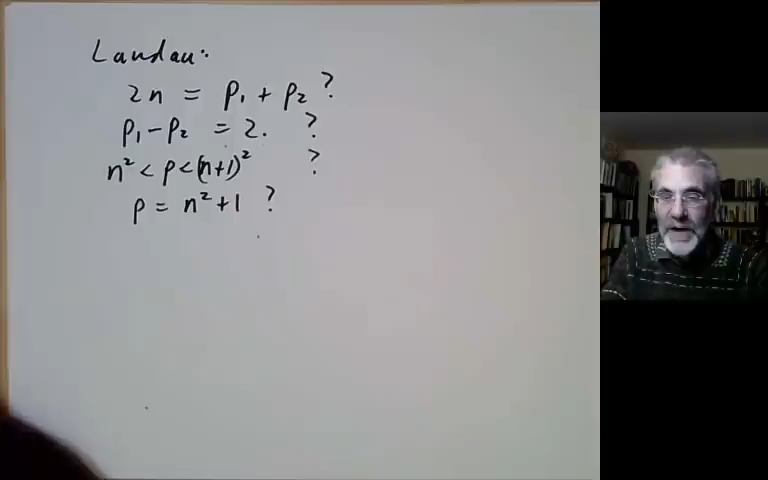 Landau:
2n = p₁ + p₂ ?
p₁ - p₂ = 2. ?
n² < p < (n+1)² ?
p = n² + 1 ?